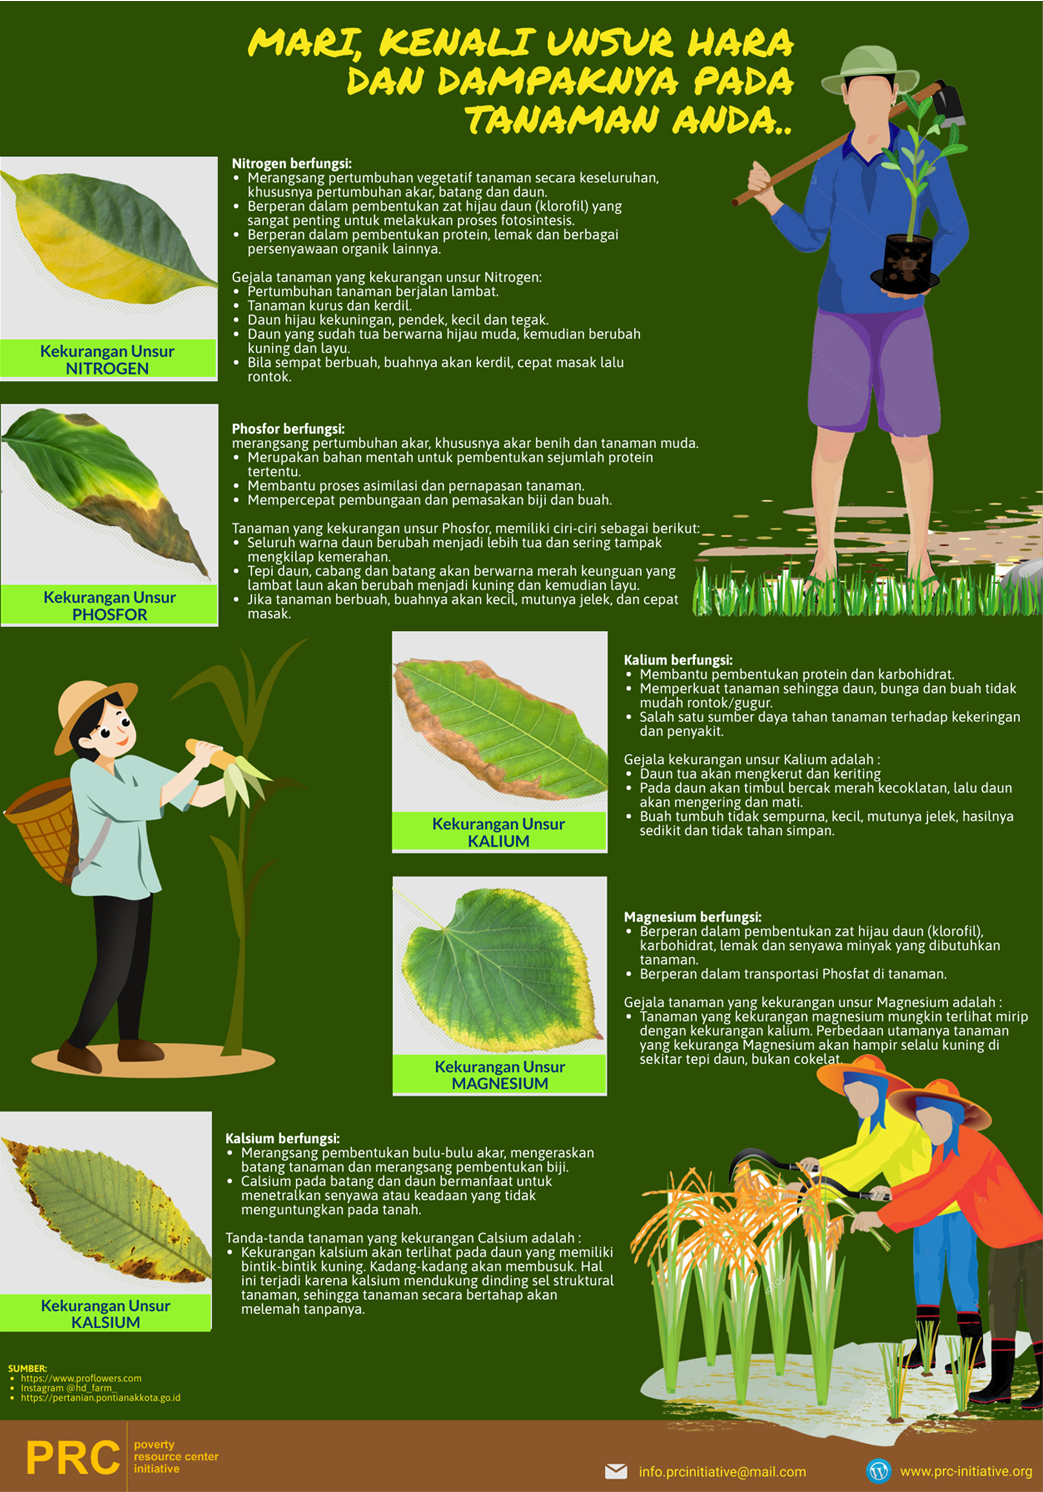 MARI, KENALI UNSUR HARA
DAN DAMPAKNYA PADA
TANAMAN ANDA..
Nitrogen berfungsi:
• Merangsang pertumbuhan vegetatif tanaman secara keseluruhan,
khususnya pertumbuhan akar, batang dan daun.
• Berperan dalam pembentukan zat hijau daun (klorofil) yang
sangat penting untuk melakukan proses fotosintesis.
• Berperan dalam pembentukan protein, lemak dan berbagai
persenyawaan organik lainnya.
Gejala tanaman yang kekurangan unsur Nitrogen:
• Pertumbuhan tanaman berjalan lambat.
• Tanaman kurus dan kerdil.
• Daun hijau kekuningan, pendek, kecil dan tegak.
• Daun yang sudah tua berwarna hijau muda, kemudian berubah
kuning dan layu.
• Bila sempat berbuah, buahnya akan kerdil, cepat masak lalu
rontok.
Kekurangan Unsur
NITROGEN
Phosfor berfungsi:
merangsang pertumbuhan akar, khususnya akar benih dan tanaman muda.
• Merupakan bahan mentah untuk pembentukan sejumlah protein
tertentu.
• Membantu proses asimilasi dan pernapasan tanaman.
• Mempercepat pembungaan dan pemasakan biji dan buah.
Tanaman yang kekurangan unsur Phosfor, memiliki ciri-ciri sebagai berikut:
• Seluruh warna daun berubah menjadi lebih tua dan sering tampak
mengkilap kemerahan.
• Tepi daun, cabang dan batang akan berwarna merah keunguan yang
lambat laun akan berubah menjadi kuning dan kemudian layu.
• Jika tanaman berbuah, buahnya akan kecil, mutunya jelek, dan cepat
masak.
Kekurangan Unsur
PHOSFOR
Kalium berfungsi:
• Membantu pembentukan protein dan karbohidrat.
• Memperkuat tanaman sehingga daun, bunga dan buah tidak
mudah rontok/gugur.
• Salah satu sumber daya tahan tanaman terhadap kekeringan
dan penyakit.
Gejala kekurangan unsur Kalium adalah :
• Daun tua akan mengkerut dan keriting
• Pada daun akan timbul bercak merah kecoklatan, lalu daun
akan mengering dan mati.
• Buah tumbuh tidak sempurna, kecil, mutunya jelek, hasilnya
sedikit dan tidak tahan simpan.
Kekurangan Unsur
KALIUM
Magnesium berfungsi:
• Berperan dalam pembentukan zat hijau daun (klorofil),
karbohidrat, lemak dan senyawa minyak yang dibutuhkan
tanaman.
• Berperan dalam transportasi Phosfat di tanaman.
Gejala tanaman yang kekurangan unsur Magnesium adalah :
• Tanaman yang kekurangan magnesium mungkin terlihat mirip
dengan kekurangan kalium. Perbedaan utamanya tanaman
yang kekuranga Magnesium akan hampir selalu kuning di
sekitar tepi daun, bukan cokelat.
Kekurangan Unsur
MAGNESIUM
Kalsium berfungsi:
• Merangsang pembentukan bulu-bulu akar, mengeraskan
batang tanaman dan merangsang pembentukan biji.
• Calsium pada batang dan daun bermanfaat untuk
menetralkan senyawa atau keadaan yang tidak
menguntungkan pada tanah.
Tanda-tanda tanaman yang kekurangan Calsium adalah :
• Kekurangan kalsium akan terlihat pada daun yang memiliki
bintik-bintik kuning. Kadang-kadang akan membusuk. Hal
ini terjadi karena kalsium mendukung dinding sel struktural
tanaman, sehingga tanaman secara bertahap akan
melemah tanpanya.
Kekurangan Unsur
KALSIUM
SUMBER:
• https://www.proflowers.com
• Instagram @hd_farm_
• https://pertanian.pontianakkota.go.id
PRC
poverty
resource center
initiative
info.prcinitiative@mail.com
www.prc-initiative.org